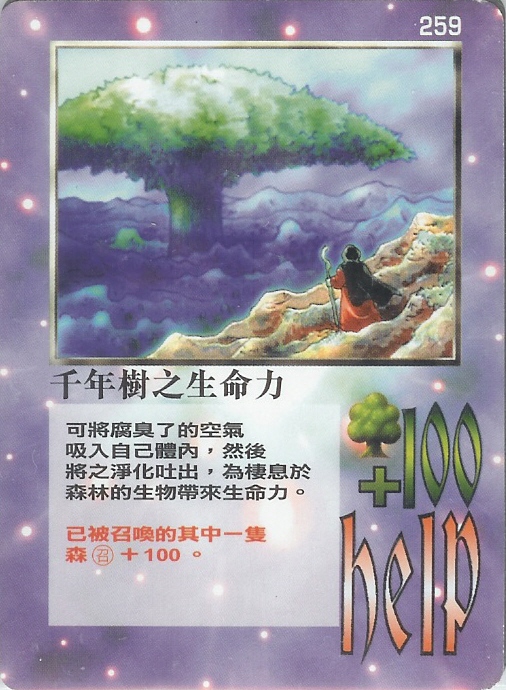 259
千年樹之生命力
可將腐臭了的空氣
吸入自己體內，然後
將之淨化吐出，為棲息於
森林的生物帶來生命力。
已被召喚的其中一隻
森㊁召＋100。
+100
help